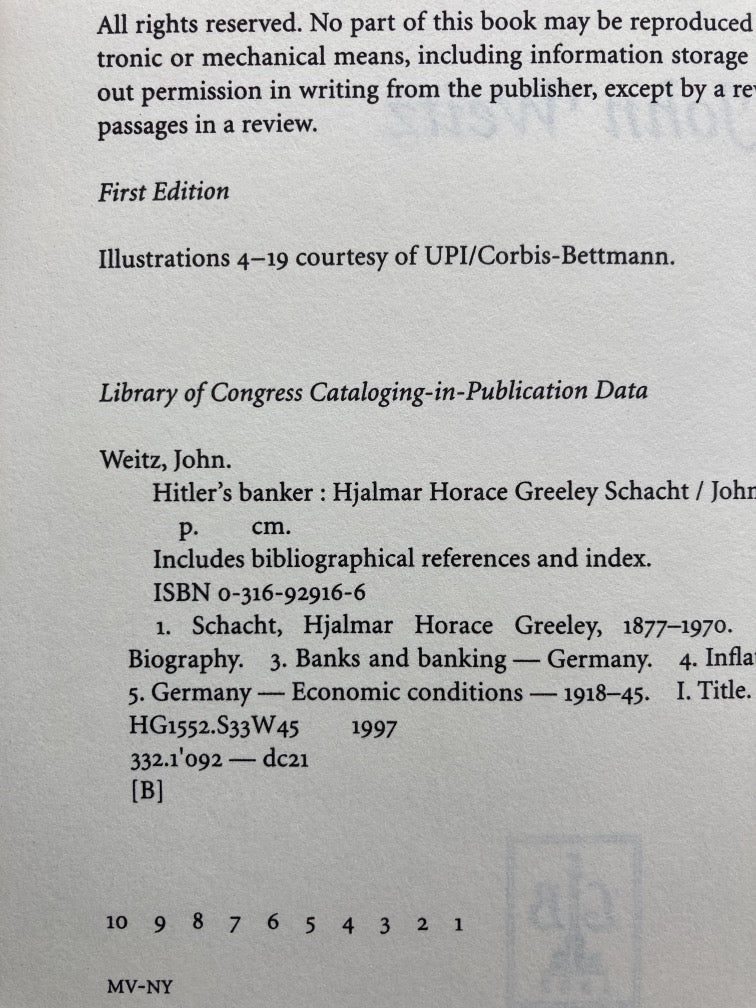 All rights reserved. No part of this book may be reproduced
tronic or mechanical means, including information storage
out permission in writing from the publisher, except by a
passages in a review.
First Edition
Illustrations 4–19 courtesy of UPI/Corbis-Bettmann.
Library of Congress Cataloging-in-Publication Data
Weitz, John.
Hitler's banker : Hjalmar Horace Greeley Schacht / John
p. cm.
Includes bibliographical references and index.
ISBN 0-316-92916-6
1. Schacht, Hjalmar Horace Greeley, 1877–1970.
Biography. 3. Banks and banking — Germany. 4.
5. Germany — Economic conditions — 1918–45. I. Title.
HG1552.S33W45 1997
332.1'092 — dc21
[B]
10 9 8 7 6 5 4 3 2 1
MV-NY